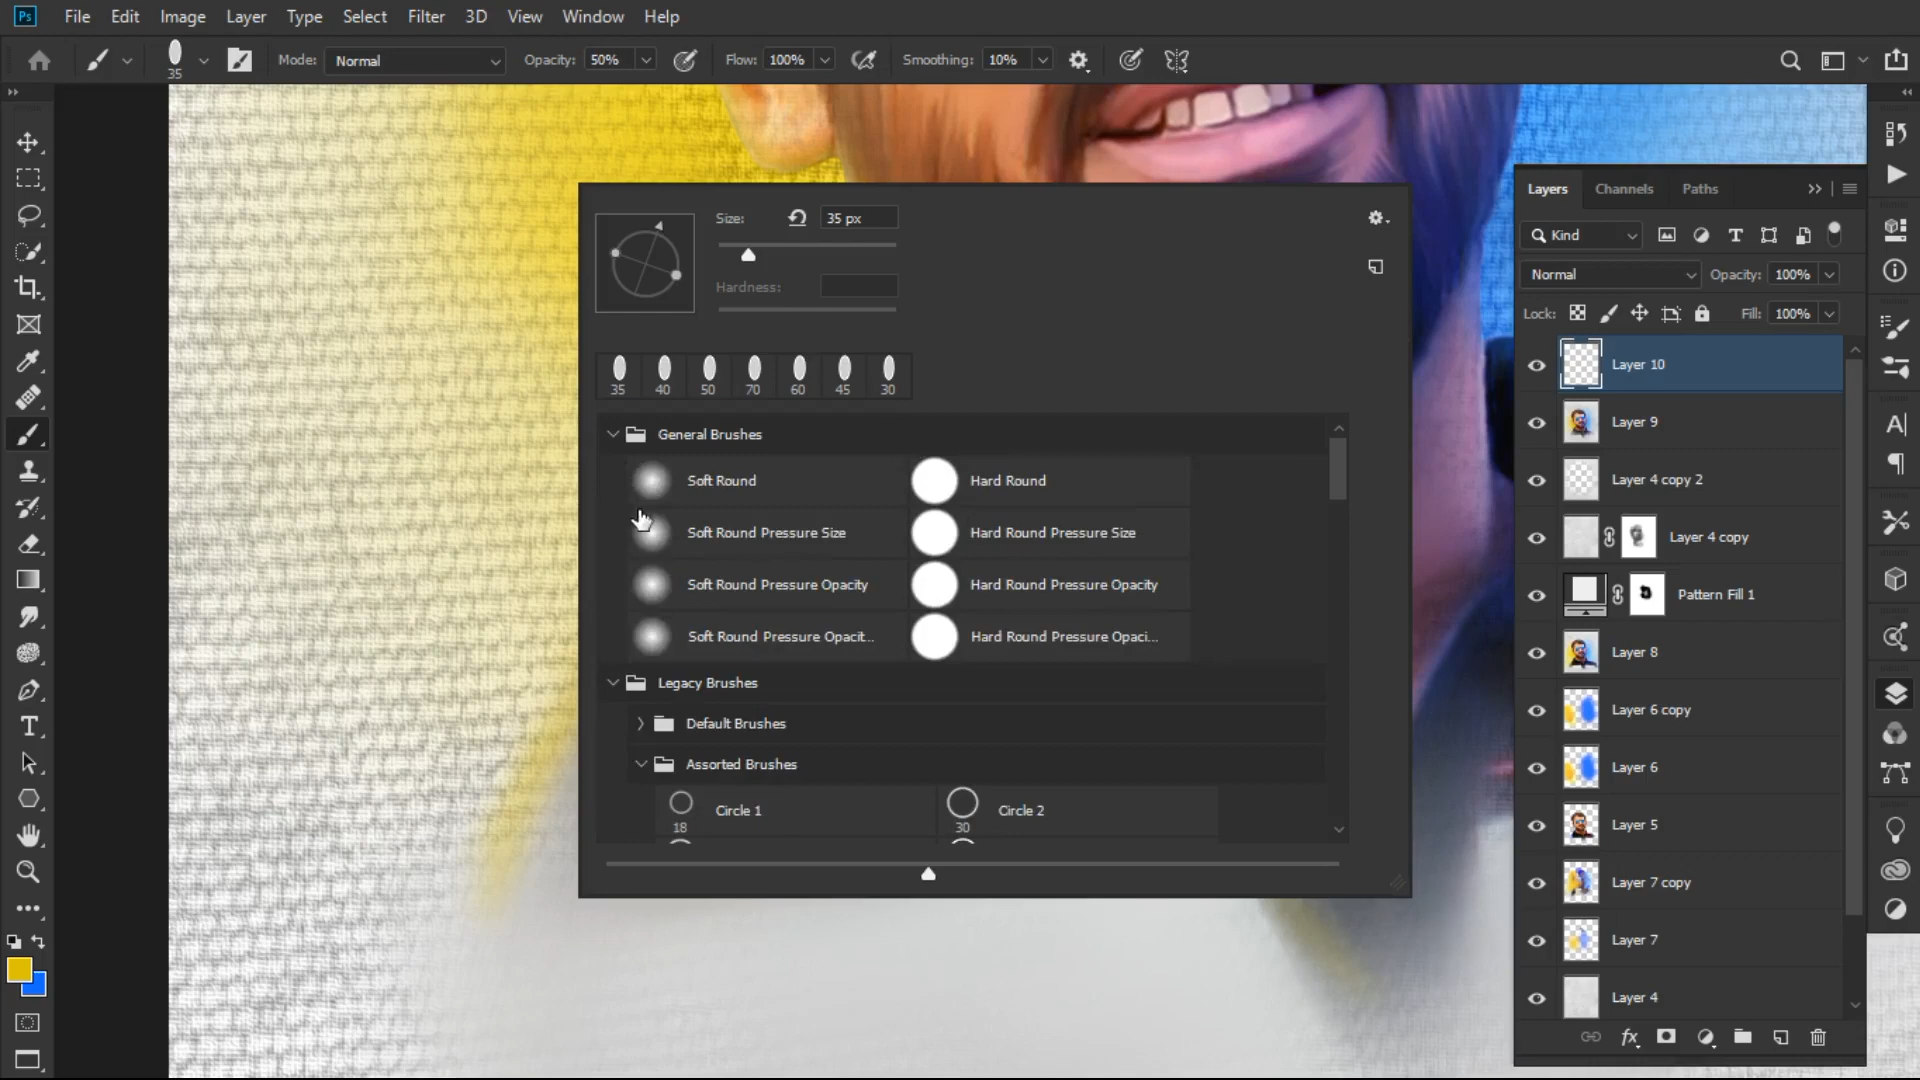 Ps File Edit Image Layer Type Select Filter 3D View Window Help
35 Mode: Normal Opacity: 50% Flow: 100% Smoothing: 10%
Size: 35 px
Hardness:
35 40 50 70 60 45 30
General Brushes
Soft Round Hard Round
Soft Round Pressure Size Hard Round Pressure Size
Soft Round Pressure Opacity Hard Round Pressure Opacity
Soft Round Pressure Opacit... Hard Round Pressure Opaci...
Legacy Brushes
Default Brushes
Assorted Brushes
Circle 1 Circle 2
18 30
Layers Channels Paths
Kind
Normal Opacity: 100%
Lock: Fill: 100%
Layer 10
Layer 9
Layer 4 copy 2
Layer 4 copy
Pattern Fill 1
Layer 8
Layer 6 copy
Layer 6
Layer 5
Layer 7 copy
Layer 7
Layer 4
fx